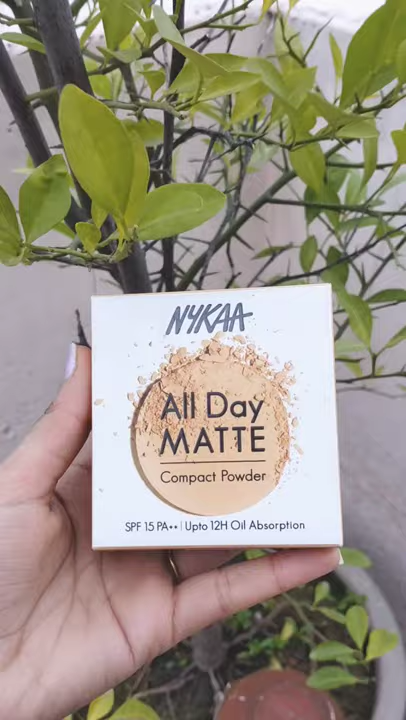 NYKAA
All Day
MATTE
Compact Powder
SPF 15 PA++ | Upto 12H Oil Absorption